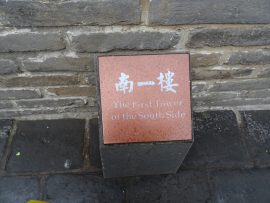 南一楼
The First Tower
of the South Side